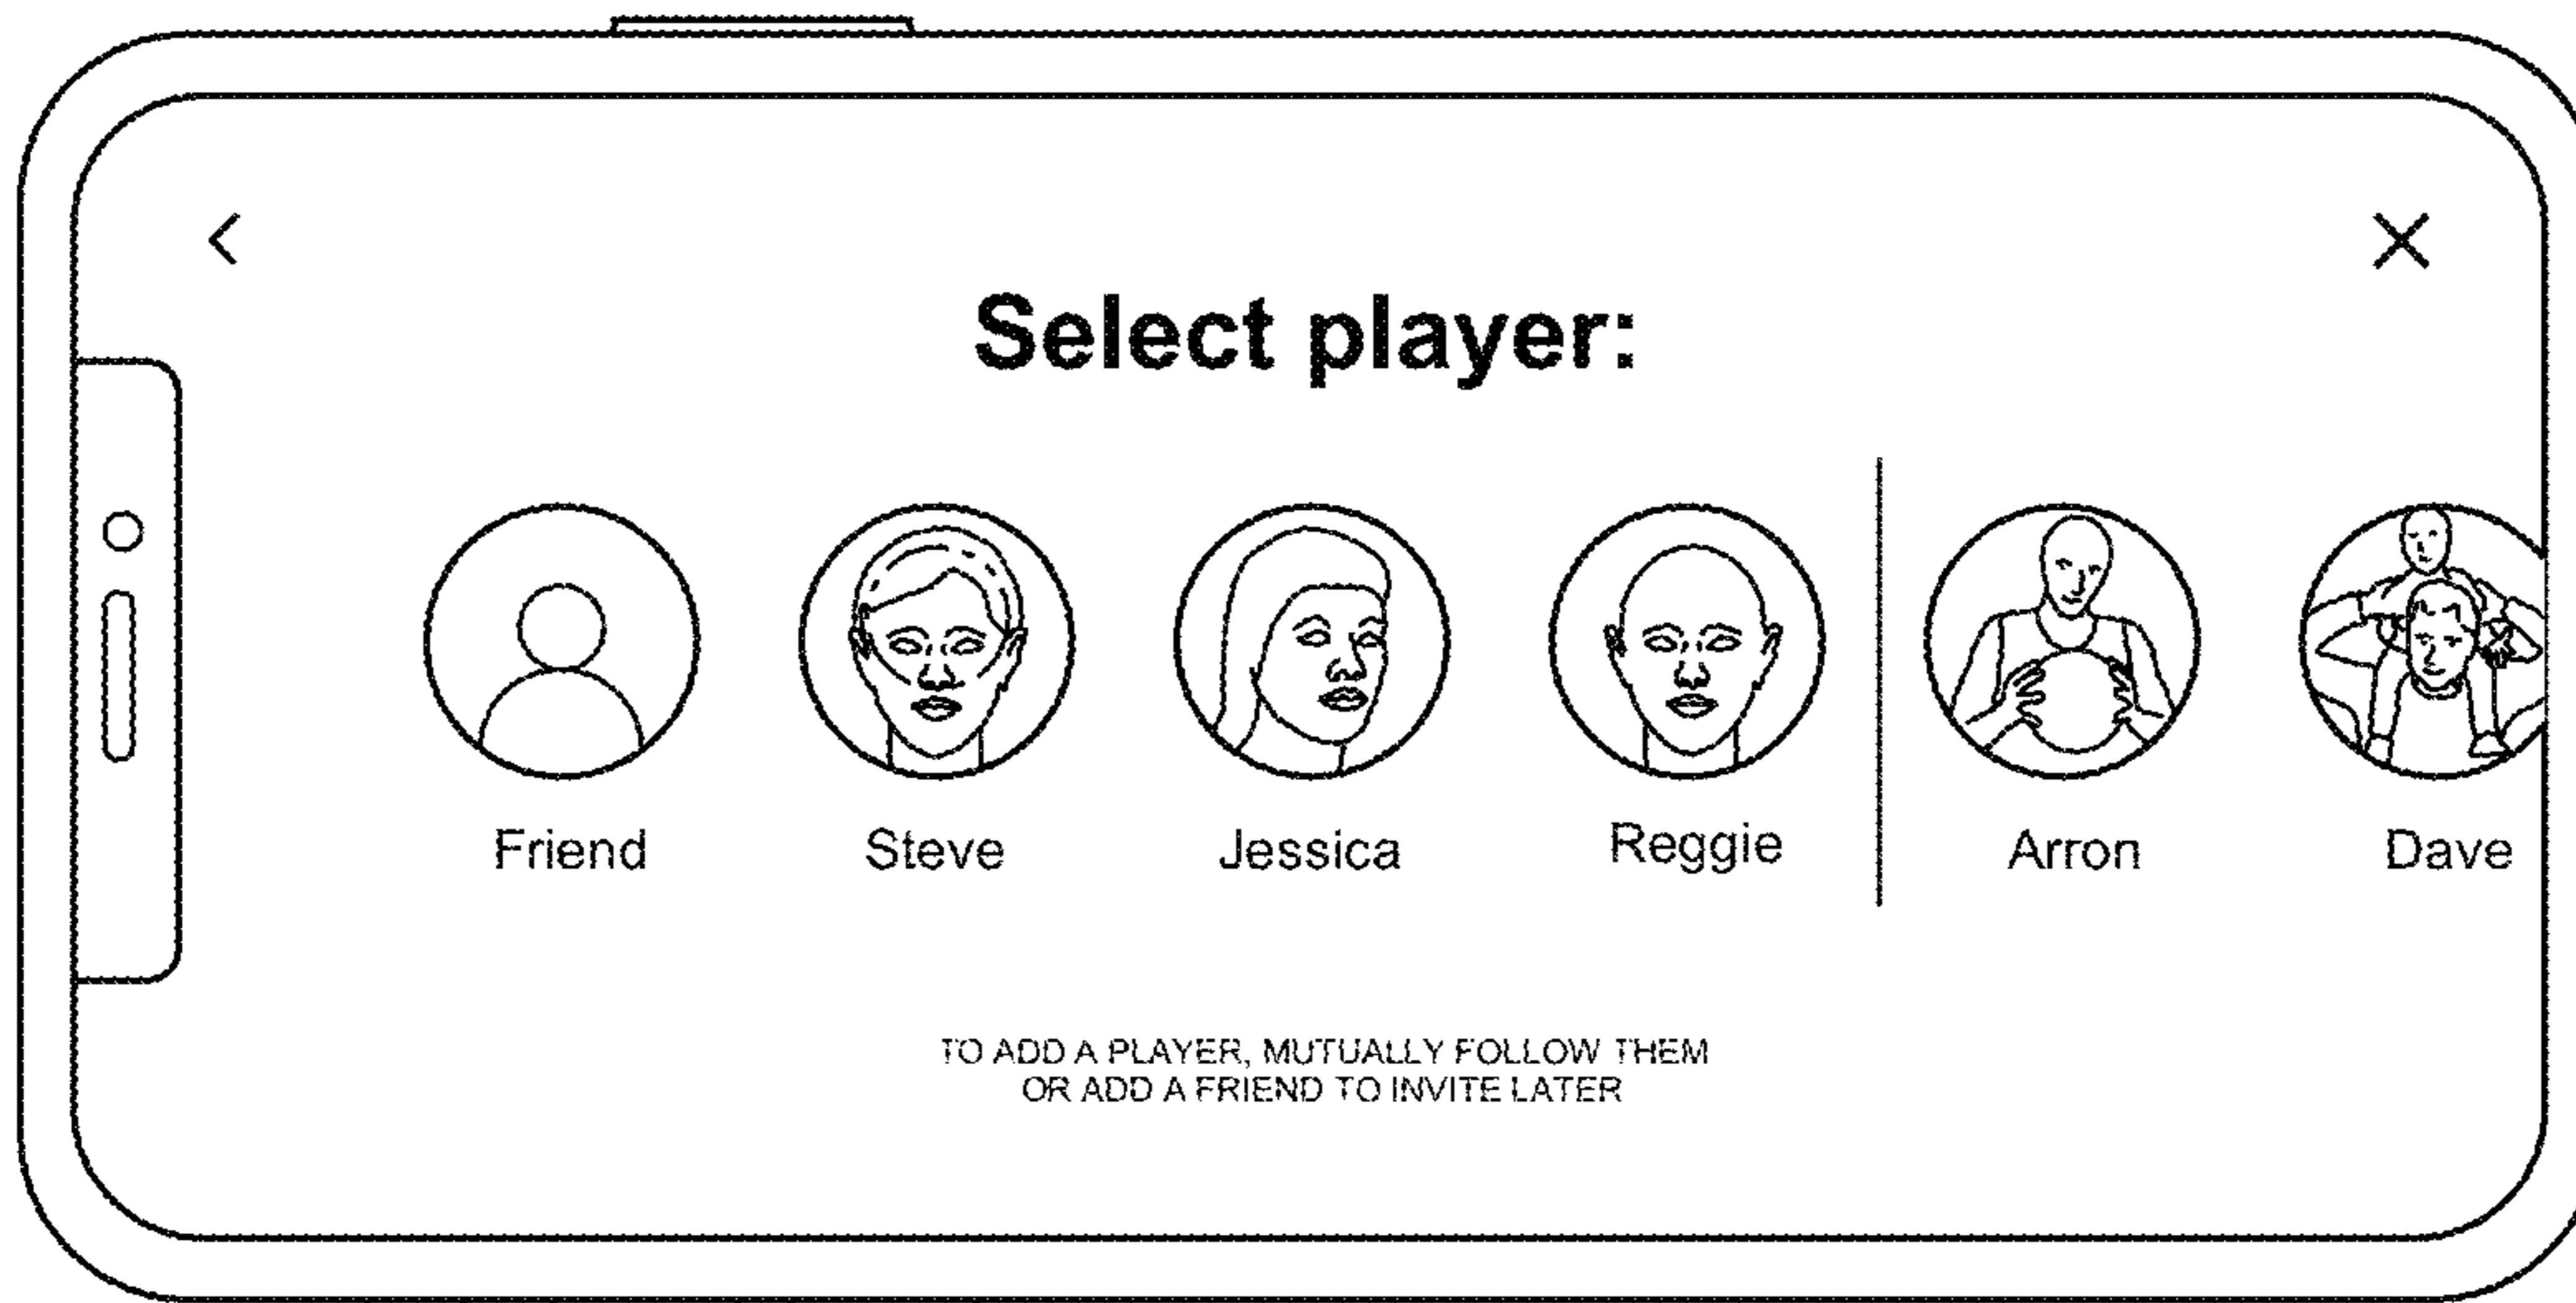 Select player:
Friend Steve Jessica Reggie Arron Dave
TO ADD A PLAYER, MUTUALLY FOLLOW THEM
OR ADD A FRIEND TO INVITE LATER